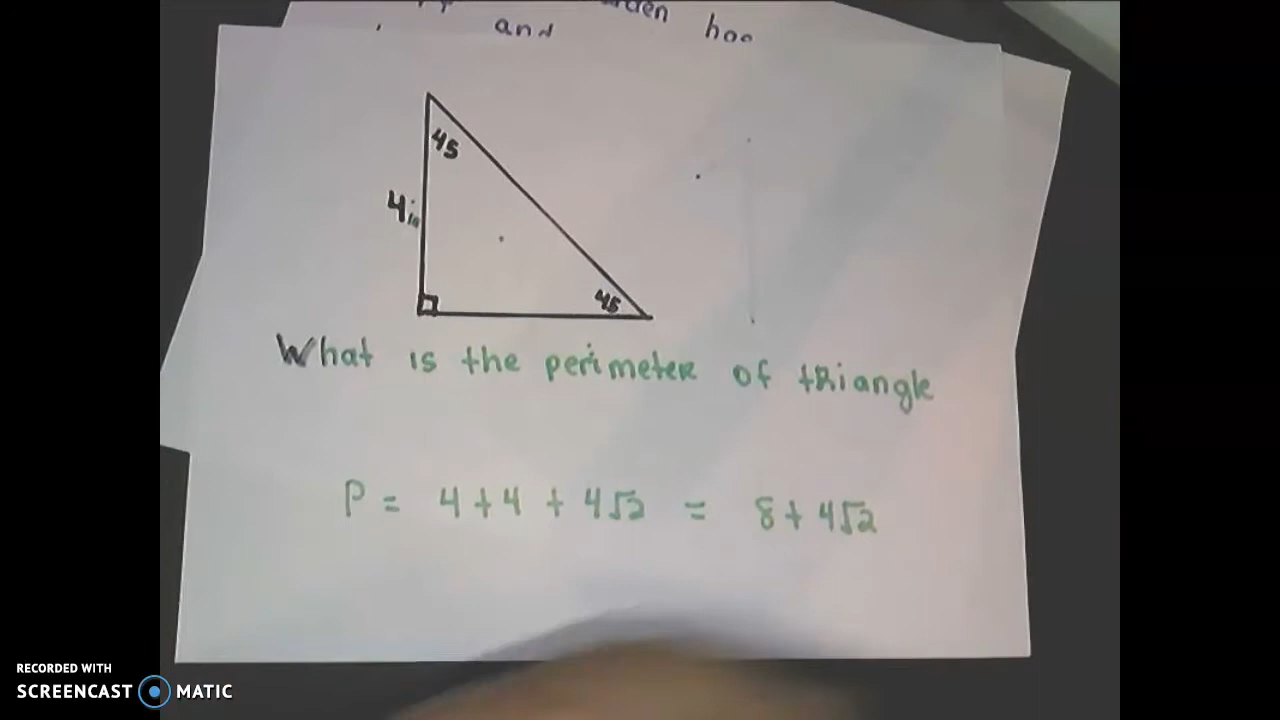 and
45
4in
45
What is the perimeter of triangle
P = 4 + 4 + 4√2 = 8 + 4√2
RECORDED WITH
SCREENCAST MATIC